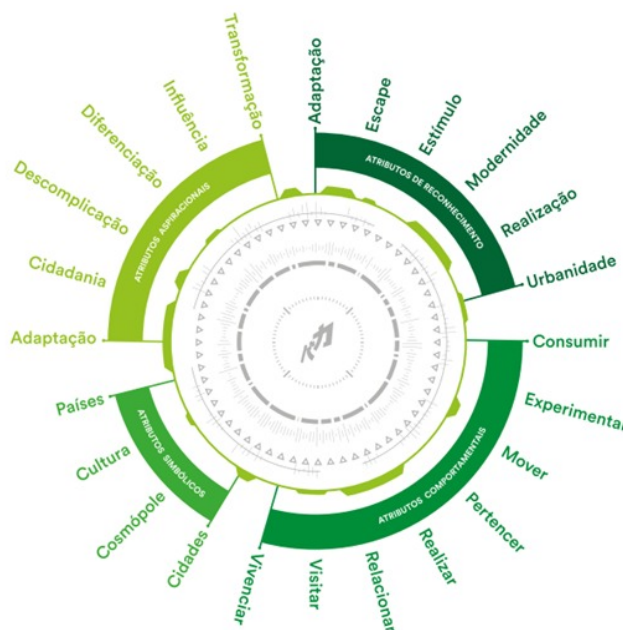 Transformação
Influência
Diferenciação
Descomplicação
Cidadania
Adaptação
ATRIBUTOS ASPIRACIONAIS
Adaptação
Escape
Estímulo
Modernidade
Realização
Urbanidade
ATRIBUTOS DE RECONHECIMENTO
Consumir
Experimentar
Mover
Pertencer
Realizar
Relacionar
Visitar
Vivenciar
ATRIBUTOS COMPORTAMENTAIS
Países
Cultura
Cosmópole
Cidades
ATRIBUTOS SIMBÓLICOS